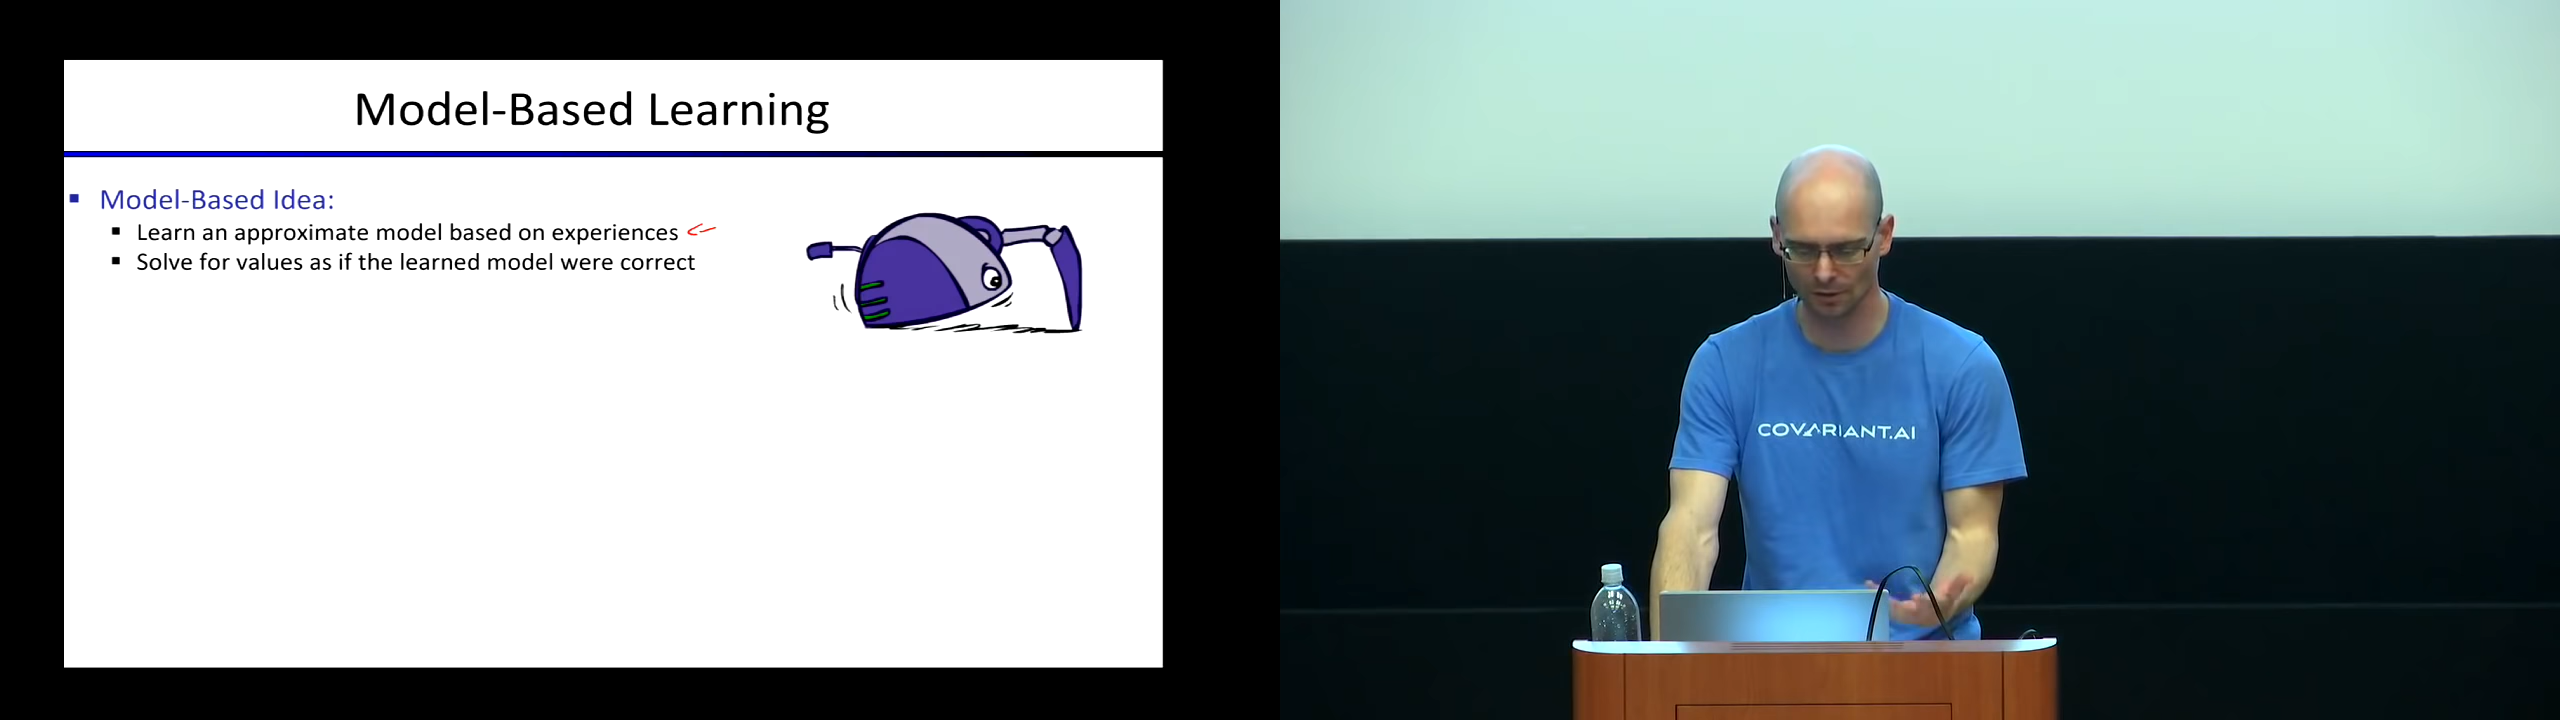 Model-Based Learning
Model-Based Idea:
Learn an approximate model based on experiences
Solve for values as if the learned model were correct
COVARIANT.AI